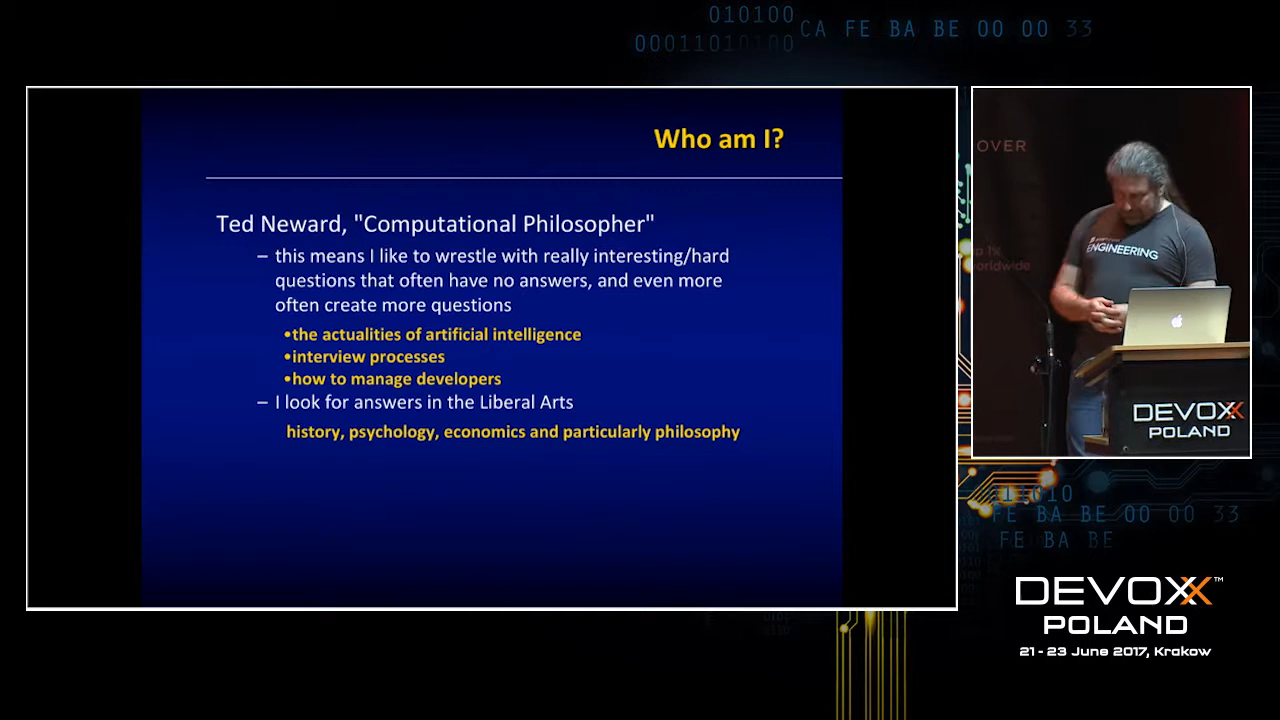 010100
000110 10100
CA FE BA BE 00 00 33
Who am I?
Ted Neward, "Computational Philosopher"
– this means I like to wrestle with really interesting/hard
questions that often have no answers, and even more
often create more questions
•the actualities of artificial intelligence
•interview processes
•how to manage developers
– I look for answers in the Liberal Arts
history, psychology, economics and particularly philosophy
OVER
ENGINEERING
DEVOXX
POLAND
FE BA BE 00 00 33
FE BA BE
DEVOXX™
POLAND
21 - 23 June 2017, Krakow